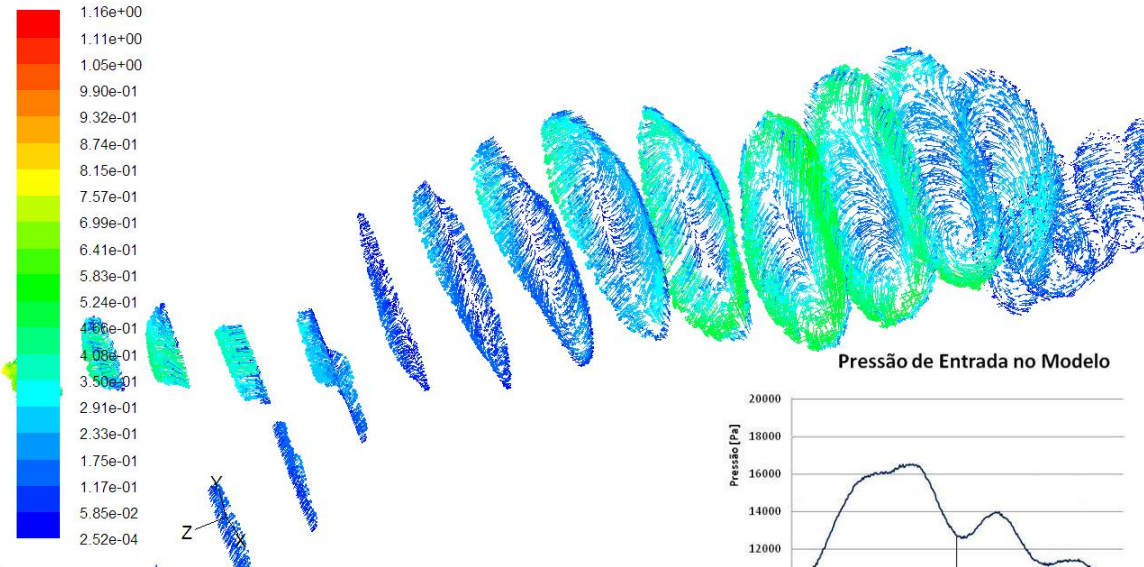 1.16e+00
1.11e+00
1.05e+00
9.90e-01
9.32e-01
8.74e-01
8.15e-01
7.57e-01
6.99e-01
6.41e-01
5.83e-01
5.24e-01
4.66e-01
4.08e-01
3.50e-01
2.91e-01
2.33e-01
1.75e-01
1.17e-01
5.85e-02
2.52e-04
Y
Z
X
Pressão de Entrada no Modelo
Pressão [Pa]
20000
18000
16000
14000
12000